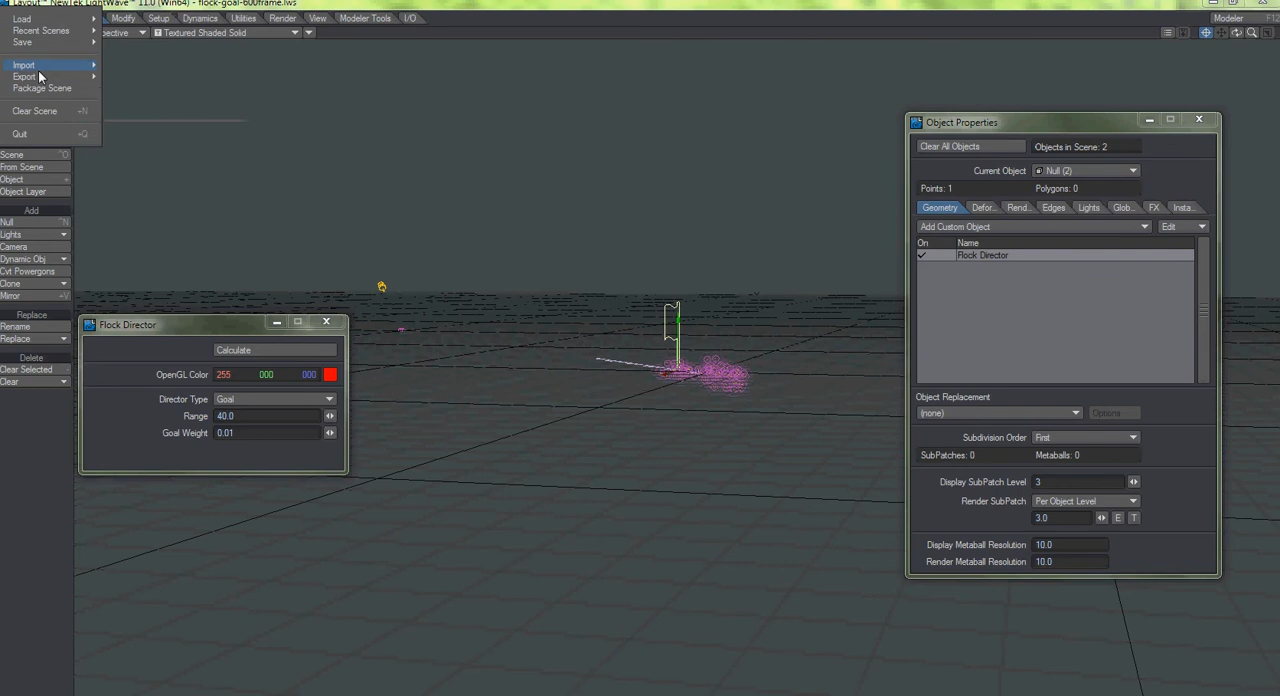 Layout - NewTek LightWave 11.0 (Win64) - flock-goal-600frame.lws
Load
Recent Scenes
Save
Import
Export
Package Scene
Clear Scene +N
Quit +Q
Modify Setup Dynamics Utilities Render View Modeler Tools I/O Modeler F12
pective Textured Shaded Solid
Scene ^O
From Scene
Object +
Object Layer
Add
Null ^N
Lights
Camera
Dynamic Obj
Cvt Powergons
Clone
Mirror +V
Replace
Rename
Replace
Delete
Clear Selected
Clear
Flock Director
Calculate
OpenGL Color 255 000 000
Director Type Goal
Range 40.0
Goal Weight 0.01
Object Properties
Clear All Objects Objects in Scene: 2
Current Object Null (2)
Points: 1 Polygons: 0
Geometry Defor... Rend... Edges Lights Glob... FX Insta...
Add Custom Object Edit
On Name
Flock Director
Object Replacement
(none) Options
Subdivision Order First
SubPatches: 0 Metaballs: 0
Display SubPatch Level 3
Render SubPatch Per Object Level
3.0 E T
Display Metaball Resolution 10.0
Render Metaball Resolution 10.0